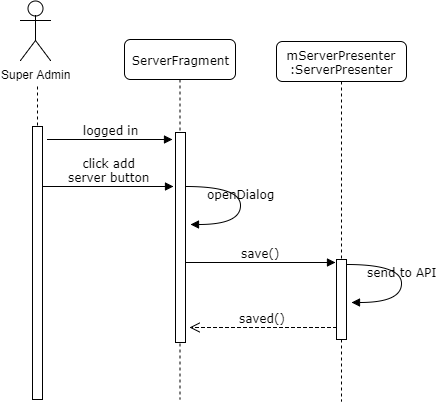 Super Admin
ServerFragment
mServerPresenter
:ServerPresenter
logged in
click add
server button
openDialog
save()
send to API
saved()